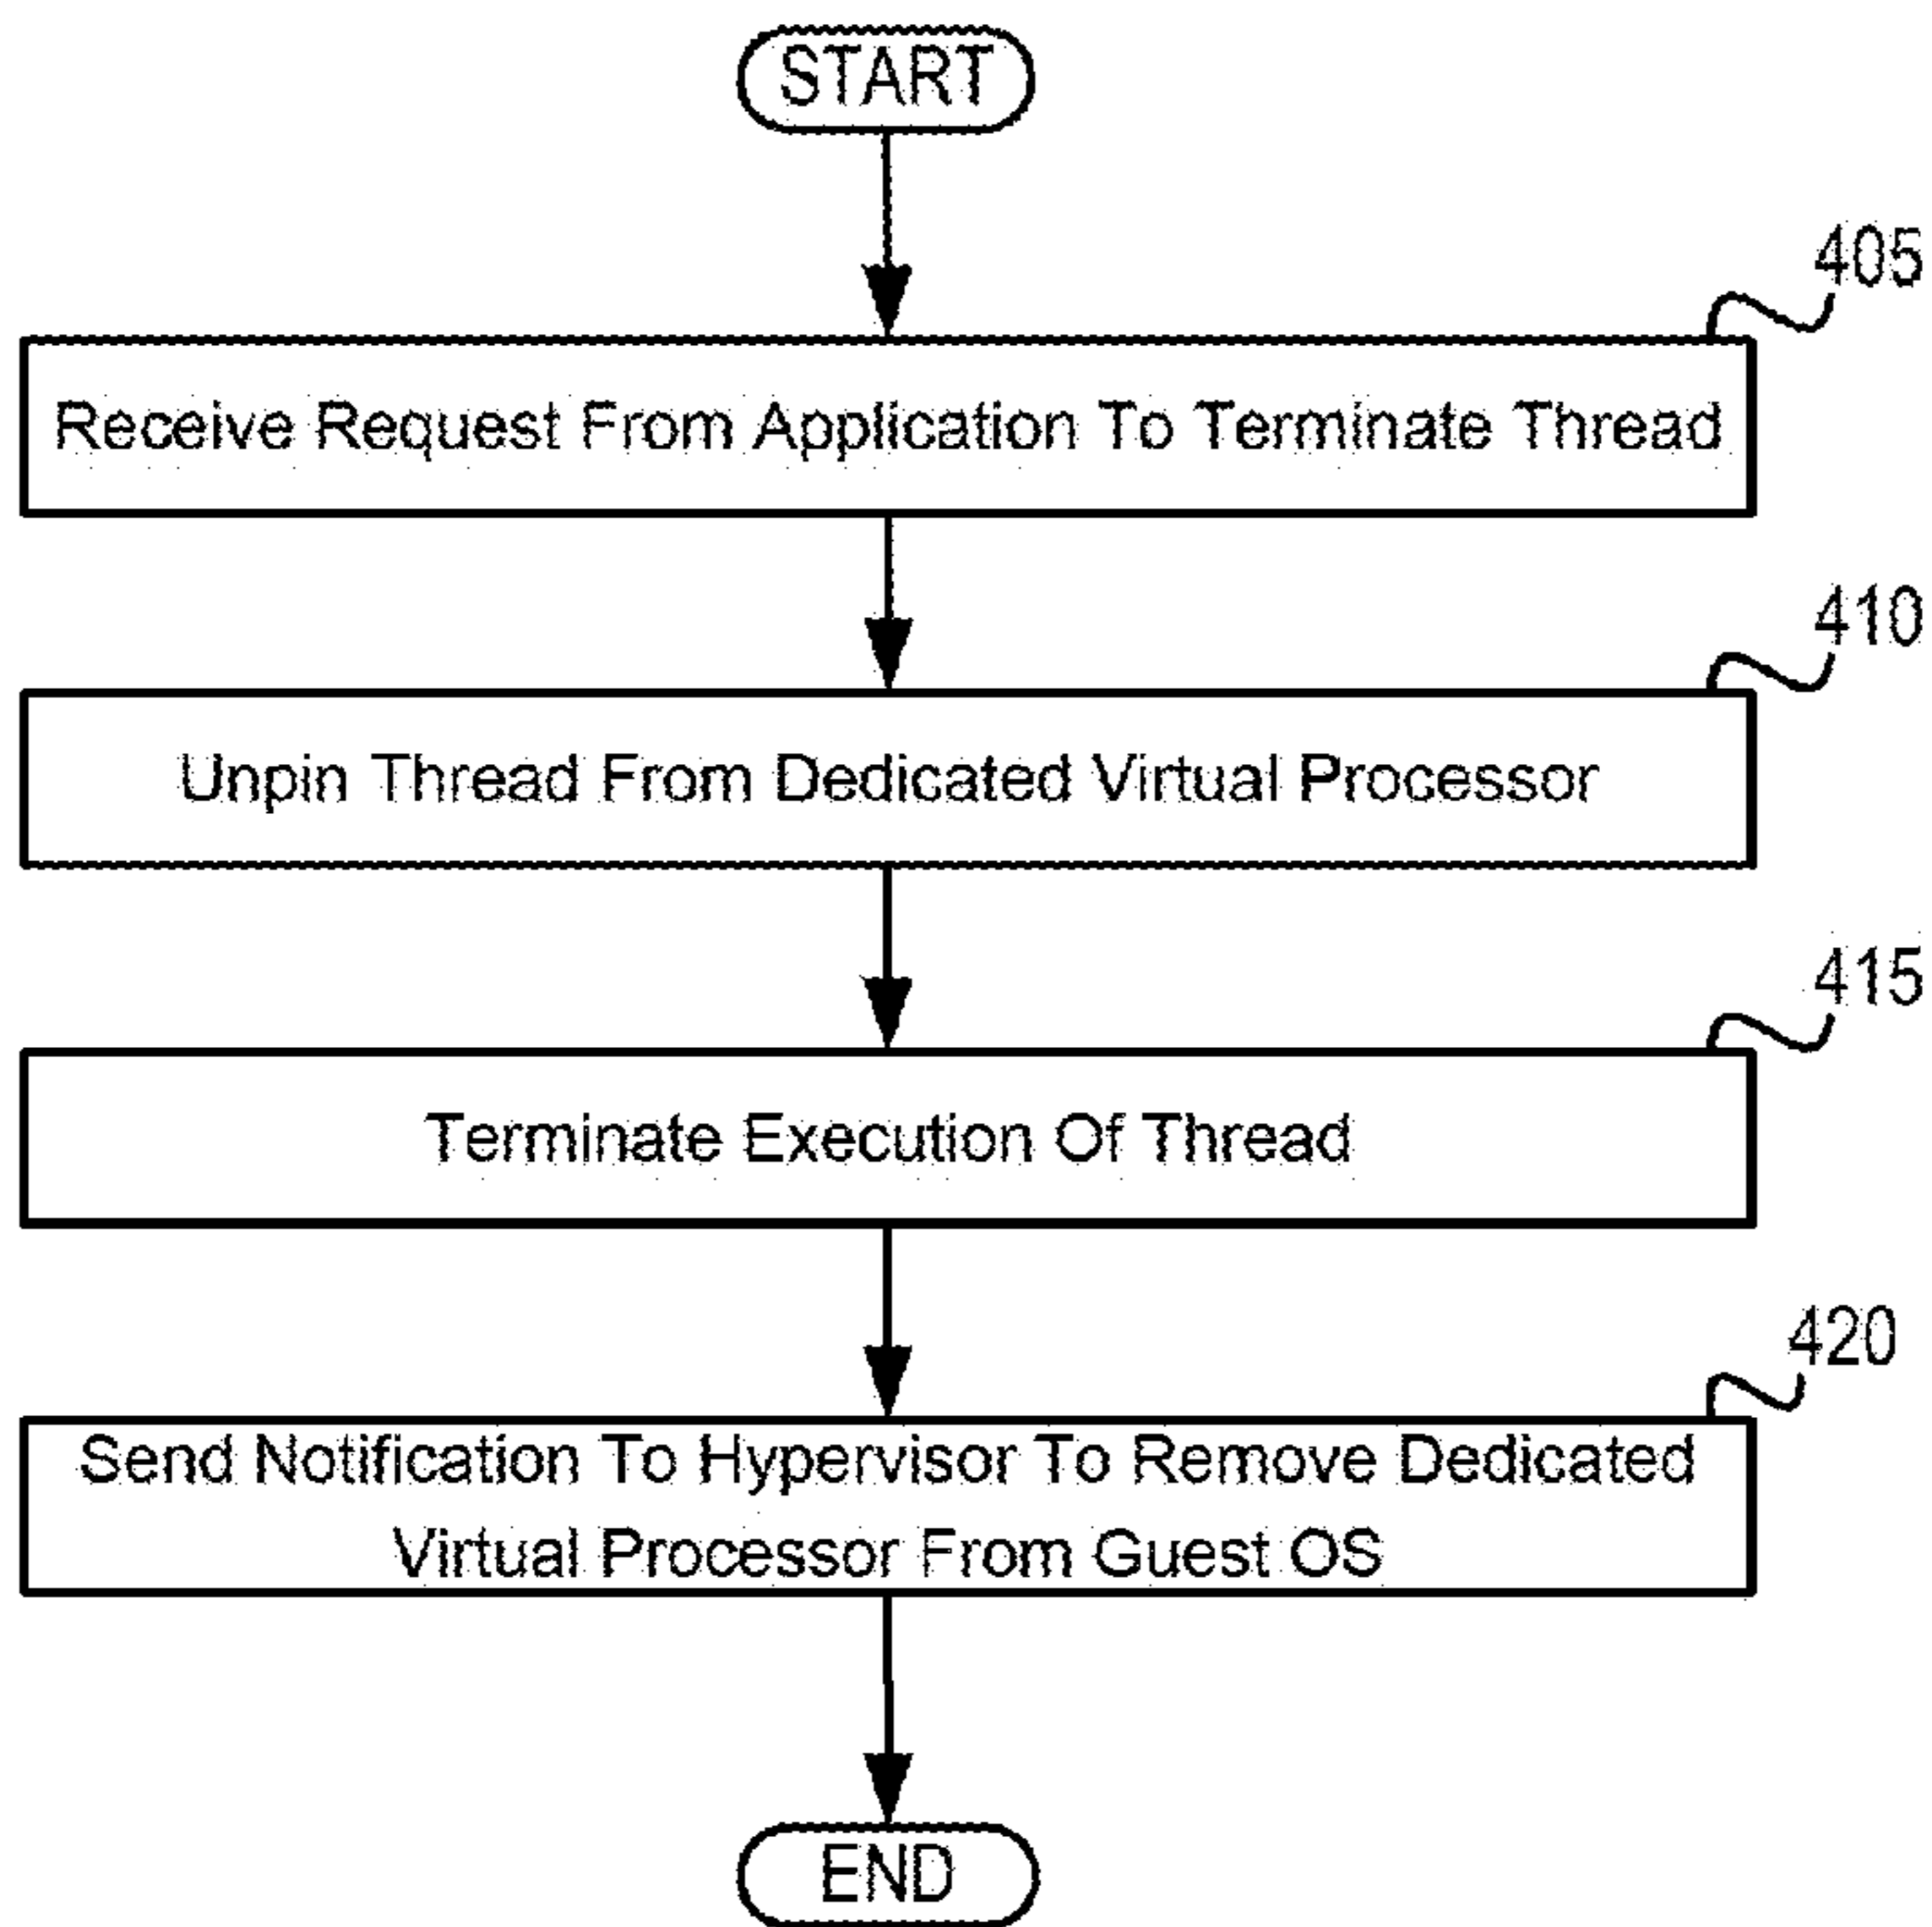 START
405
Receive Request From Application To Terminate Thread
410
Unpin Thread From Dedicated Virtual Processor
415
Terminate Execution Of Thread
420
Send Notification To Hypervisor To Remove Dedicated
Virtual Processor From Guest OS
END